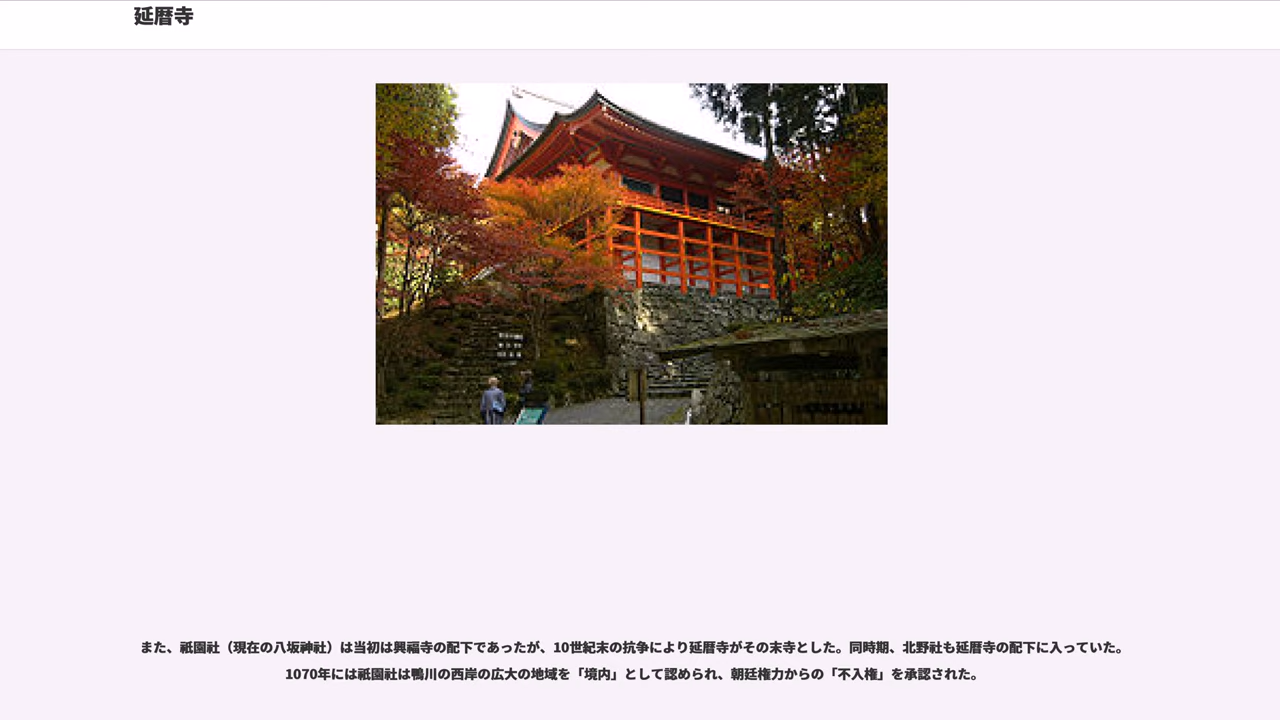 延暦寺
また、祇園社（現在の八坂神社）は当初は興福寺の配下であったが、10世紀末の抗争により延暦寺がその末寺とした。同時期、北野社も延暦寺の配下に入っていた。
1070年には祇園社は鴨川の西岸の広大の地域を「境内」として認められ、朝廷権力からの「不入権」を承認された。